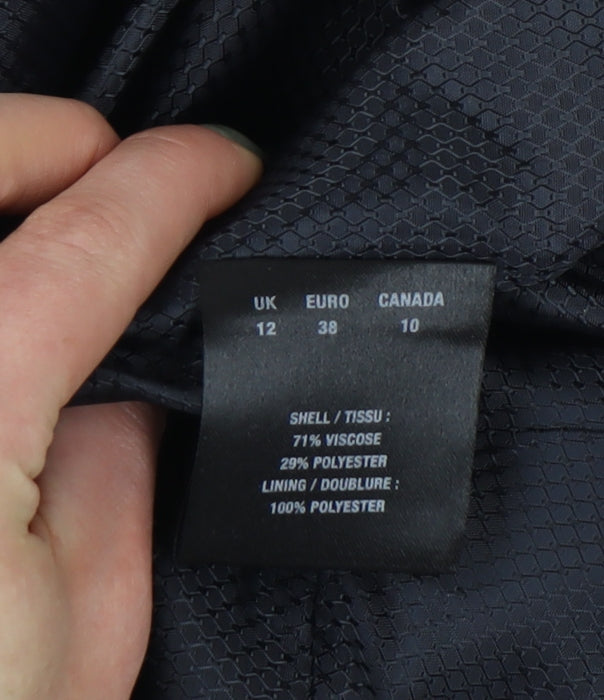 UK EURO CANADA
12 38 10
SHELL / TISSU :
71% VISCOSE
29% POLYESTER
LINING / DOUBLURE :
100% POLYESTER